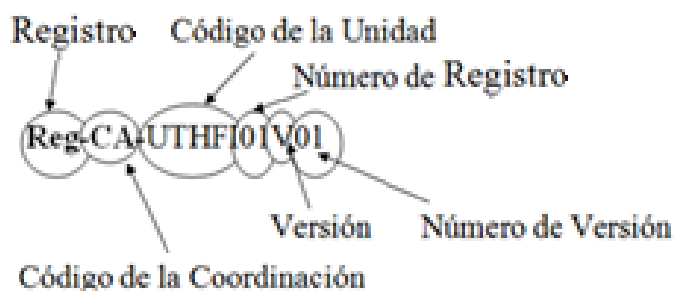 Registro
Código de la Unidad
Número de Registro
Reg-CA-UTHFI01V01
Versión
Número de Versión
Código de la Coordinación